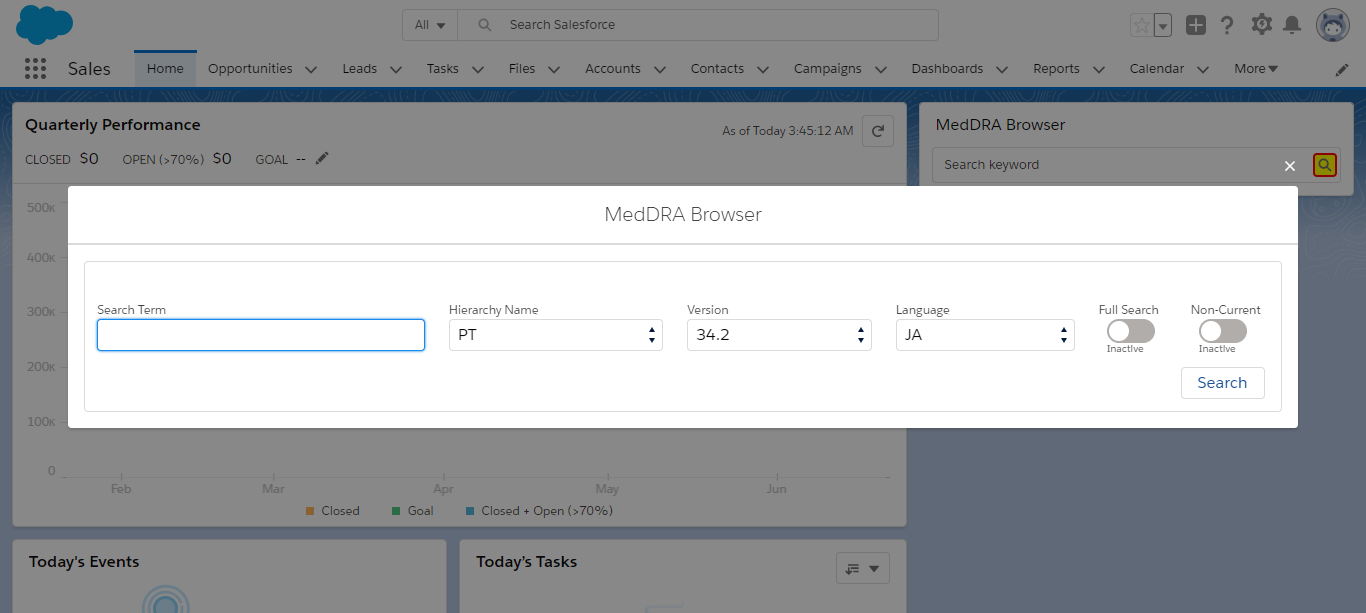 All Search Salesforce
Sales Home Opportunities Leads Tasks Files Accounts Contacts Campaigns Dashboards Reports Calendar More
Quarterly Performance
As of Today 3:45:12 AM
CLOSED $0 OPEN (>70%) $0 GOAL --
MedDRA Browser
Search keyword
MedDRA Browser
Search Term Hierarchy Name Version Language Full Search Non-Current
PT 34.2 JA
Inactive Inactive
Search
500K
400K
300K
200K
100K
0
Feb Mar Apr May Jun
Closed Goal Closed + Open (>70%)
Today's Events
Today's Tasks